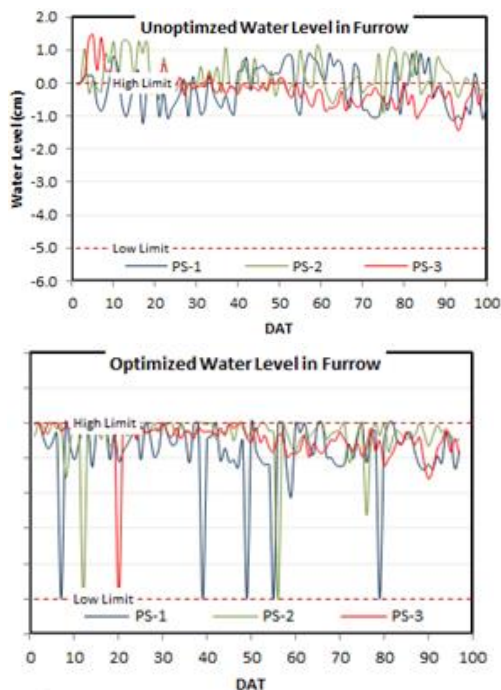 Unoptimzed Water Level in Furrow
2.0
1.0
0.0
-1.0
-2.0
-3.0
-4.0
-5.0
-6.0
Water Level (cm)
High Limit
Low Limit
PS-1 PS-2 PS-3
0 10 20 30 40 50 60 70 80 90 100
DAT
Optimized Water Level in Furrow
High Limit
Low Limit
PS-1 PS-2 PS-3
0 10 20 30 40 50 60 70 80 90 100
DAT